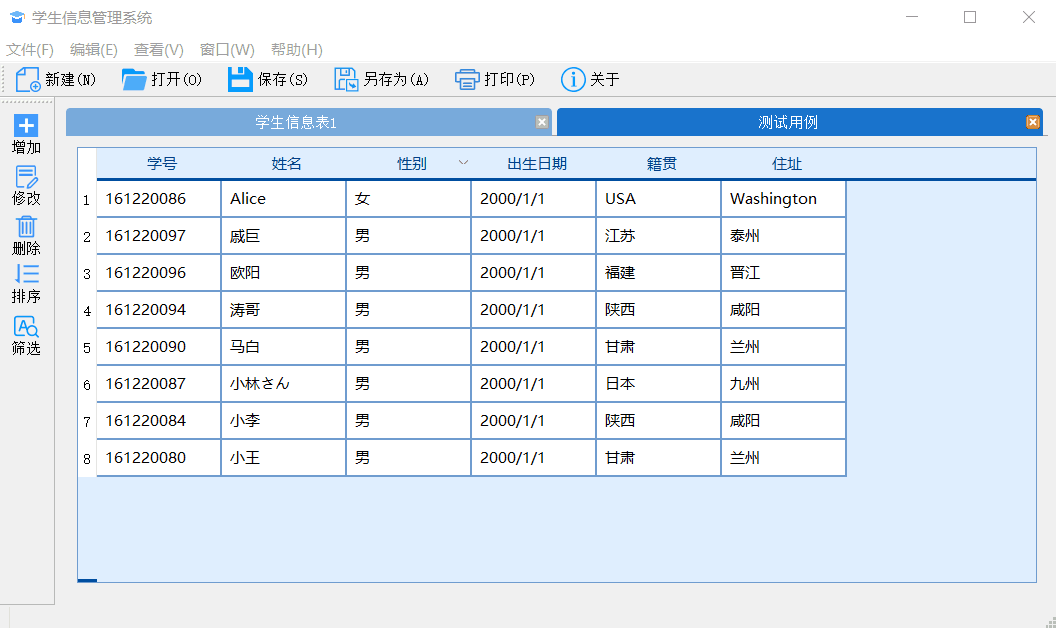 学生信息管理系统
文件(F) 编辑(E) 查看(V) 窗口(W) 帮助(H)
新建(N) 打开(O) 保存(S) 另存为(A) 打印(P) 关于
增加
修改
删除
排序
筛选
学生信息表1 测试用例
学号 姓名 性别 出生日期 籍贯 住址
1 161220086 Alice 女 2000/1/1 USA Washington
2 161220097 戚巨 男 2000/1/1 江苏 泰州
3 161220096 欧阳 男 2000/1/1 福建 晋江
4 161220094 涛哥 男 2000/1/1 陕西 咸阳
5 161220090 马白 男 2000/1/1 甘肃 兰州
6 161220087 小林さん 男 2000/1/1 日本 九州
7 161220084 小李 男 2000/1/1 陕西 咸阳
8 161220080 小王 男 2000/1/1 甘肃 兰州